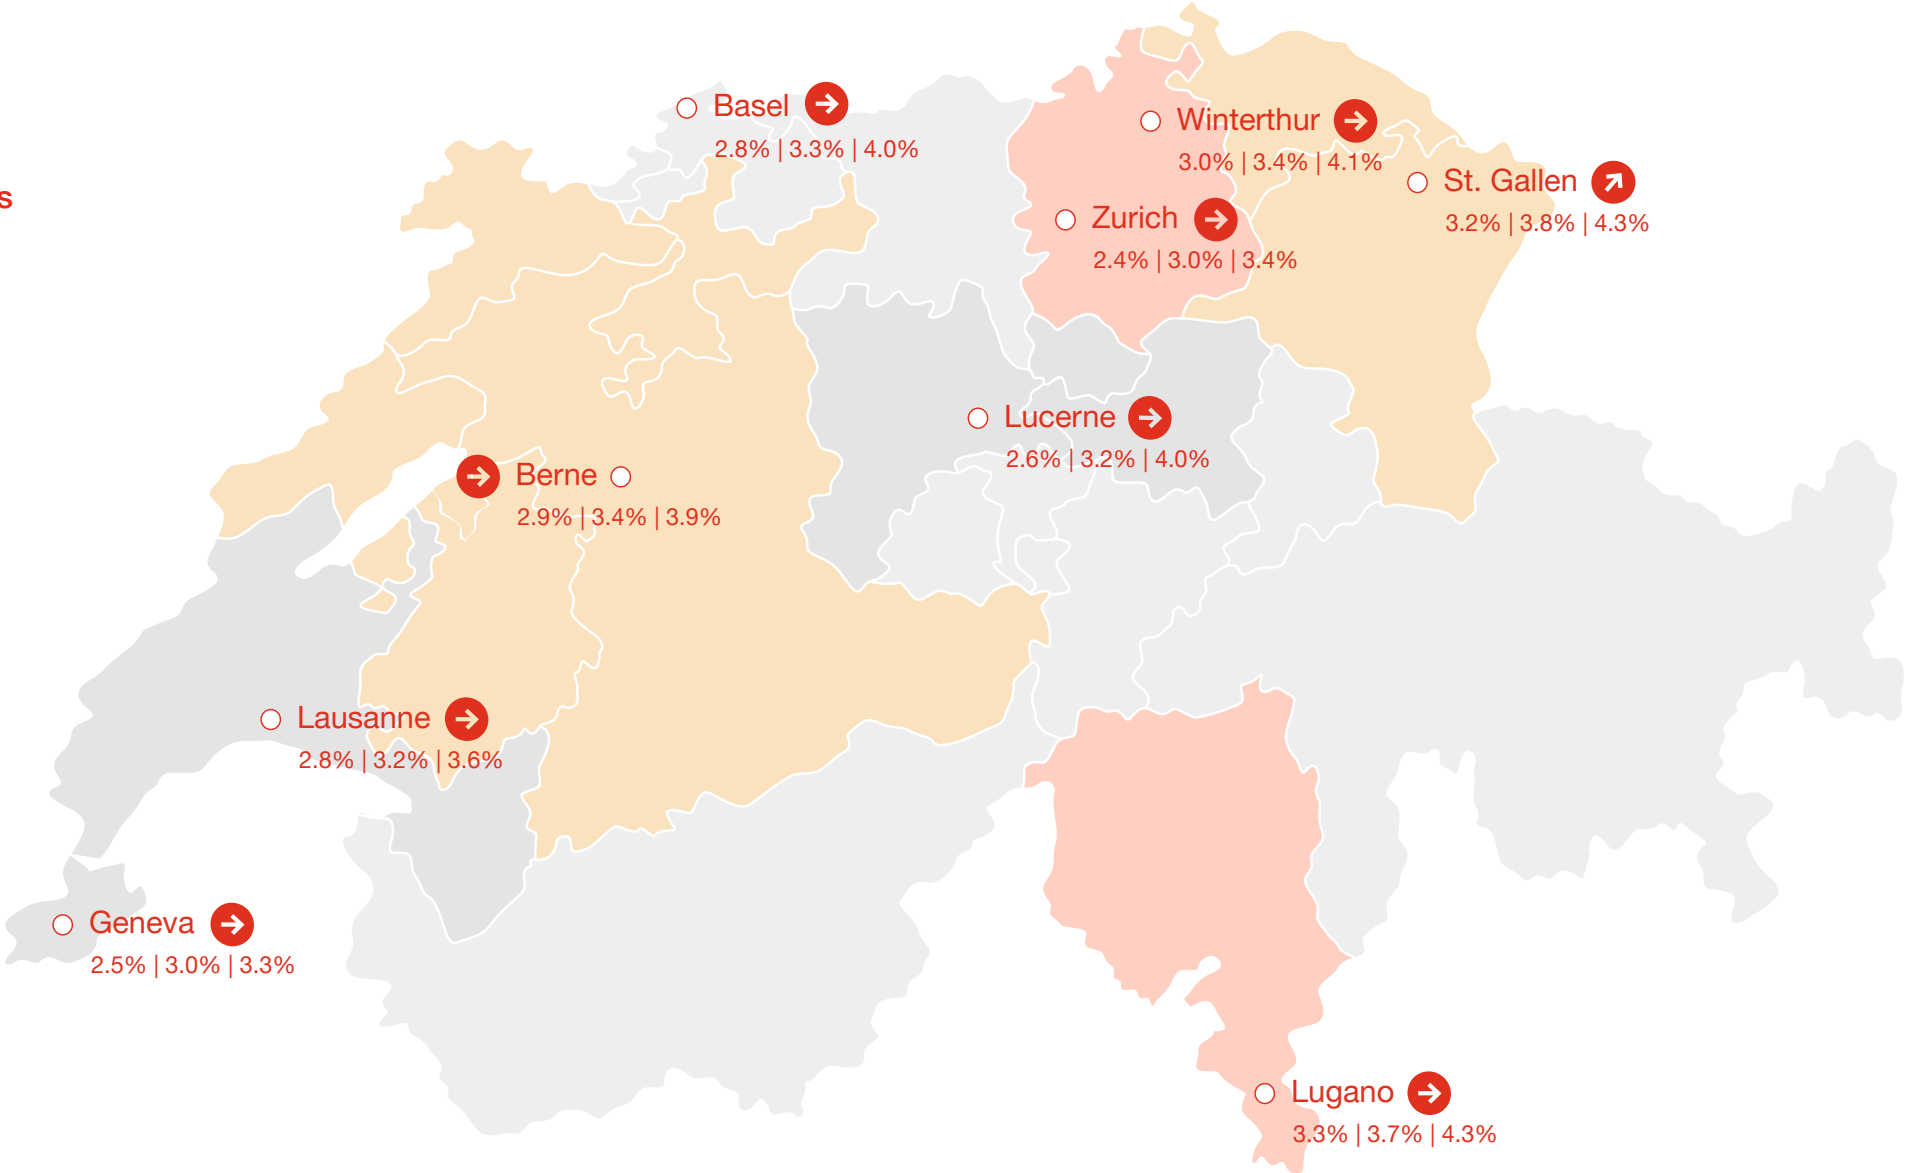 s
Basel
2.8% | 3.3% | 4.0%
Winterthur
3.0% | 3.4% | 4.1%
St. Gallen
3.2% | 3.8% | 4.3%
Zurich
2.4% | 3.0% | 3.4%
Lucerne
2.6% | 3.2% | 4.0%
Berne
2.9% | 3.4% | 3.9%
Lausanne
2.8% | 3.2% | 3.6%
Geneva
2.5% | 3.0% | 3.3%
Lugano
3.3% | 3.7% | 4.3%